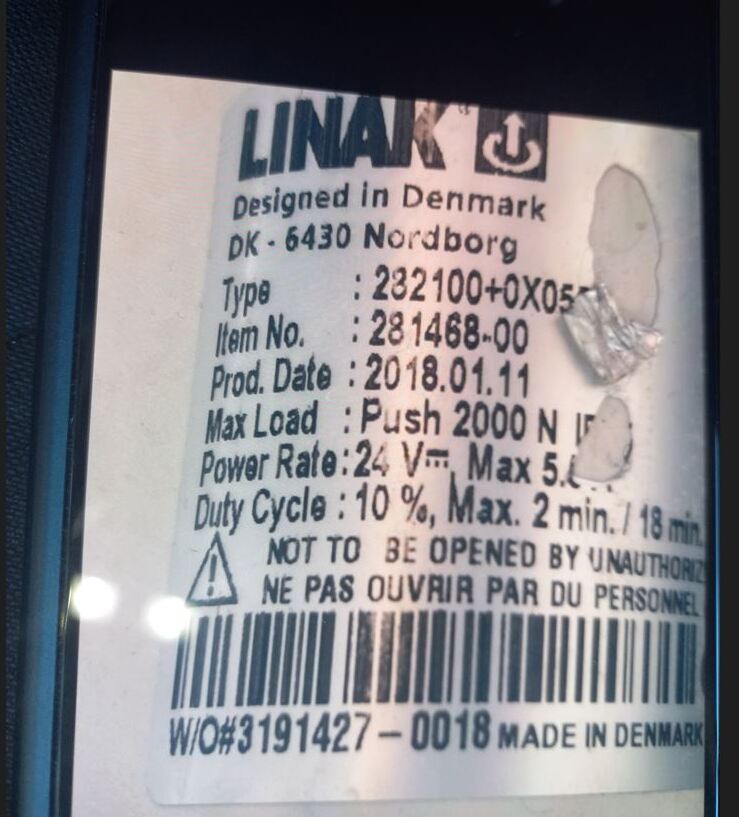 LINAK
Designed in Denmark
DK - 6430 Nordborg
Type : 282100+0X05
Item No. : 281468-00
Prod. Date : 2018.01.11
Max Load : Push 2000 N
Power Rate : 24 V⎓, Max 5.
Duty Cycle : 10 %, Max. 2 min. / 18 min.
NOT TO BE OPENED BY UNAUTHORIZ
NE PAS OUVRIR PAR DU PERSONNEL
W/O#3191427-0018 MADE IN DENMARK